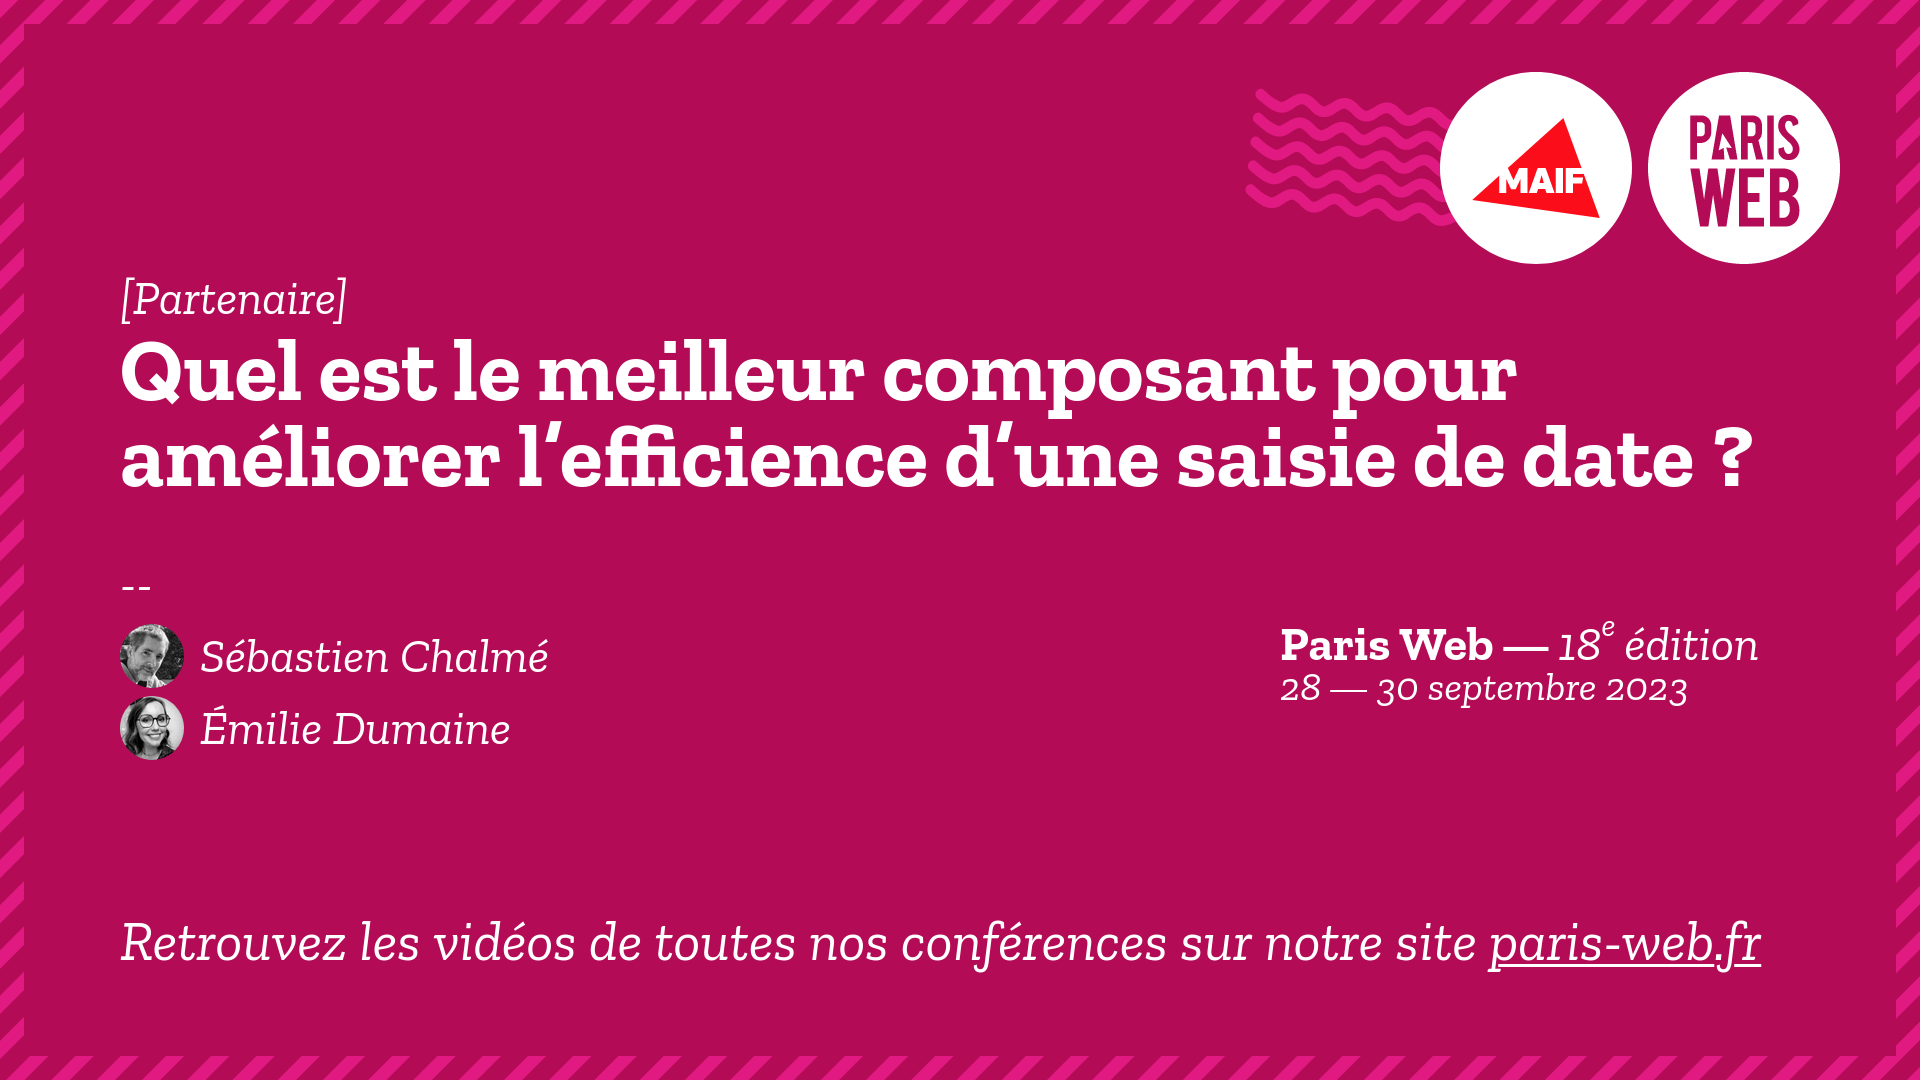 MAIF
PARIS
WEB
[Partenaire]
Quel est le meilleur composant pour
améliorer l’efficience d’une saisie de date ?
--
Sébastien Chalmé
Émilie Dumaine
Paris Web — 18e édition
28 — 30 septembre 2023
Retrouvez les vidéos de toutes nos conférences sur notre site paris-web.fr